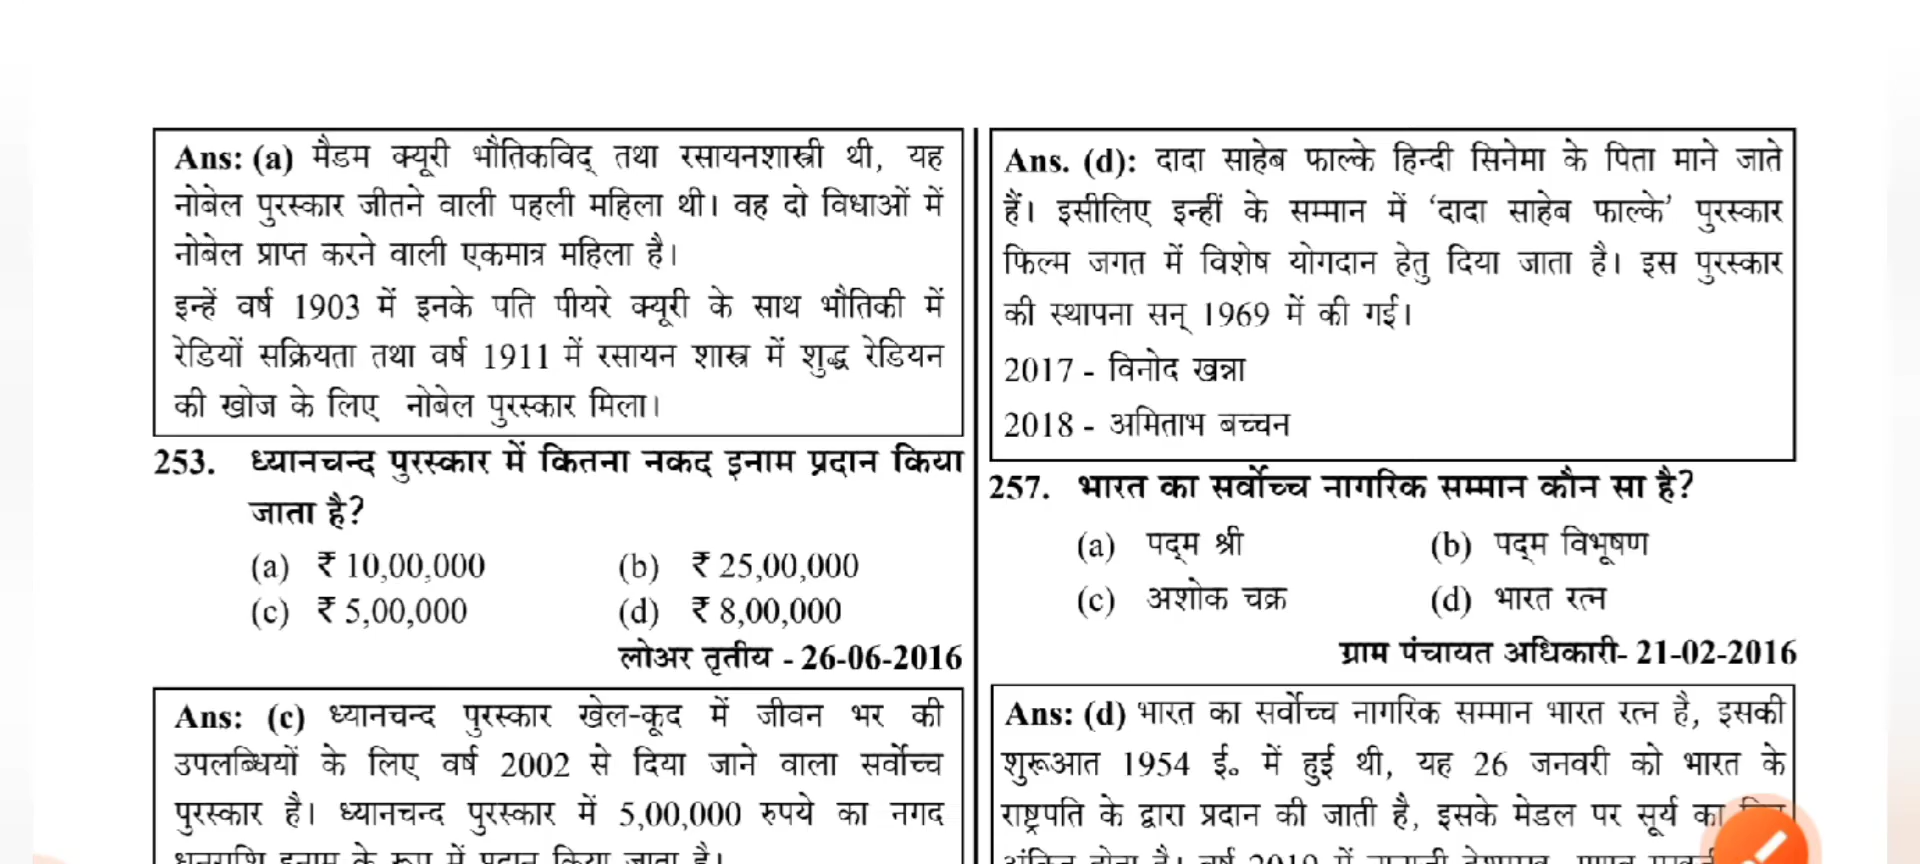 Ans: (a) मैडम क्यूरी भौतिकविद् तथा रसायनशास्त्री थी, यह
नोबेल पुरस्कार जीतने वाली पहली महिला थी। वह दो विधाओं में
नोबेल प्राप्त करने वाली एकमात्र महिला है।
इन्हें वर्ष 1903 में इनके पति पीयरे क्यूरी के साथ भौतिकी में
रेडियों सक्रियता तथा वर्ष 1911 में रसायन शास्त्र में शुद्ध रेडियन
की खोज के लिए नोबेल पुरस्कार मिला।
253. ध्यानचन्द पुरस्कार में कितना नकद इनाम प्रदान किया
जाता है?
(a) ₹ 10,00,000 (b) ₹ 25,00,000
(c) ₹ 5,00,000 (d) ₹ 8,00,000
लोअर तृतीय - 26-06-2016
Ans: (c) ध्यानचन्द पुरस्कार खेल-कूद में जीवन भर की
उपलब्धियों के लिए वर्ष 2002 से दिया जाने वाला सर्वोच्च
पुरस्कार है। ध्यानचन्द पुरस्कार में 5,00,000 रुपये का नगद
धनराशि इनाम के रूप में प्रदान किया जाता है।
Ans. (d): दादा साहेब फाल्के हिन्दी सिनेमा के पिता माने जाते
हैं। इसीलिए इन्हीं के सम्मान में ‘दादा साहेब फाल्के’ पुरस्कार
फिल्म जगत में विशेष योगदान हेतु दिया जाता है। इस पुरस्कार
की स्थापना सन् 1969 में की गई।
2017 - विनोद खन्ना
2018 - अमिताभ बच्चन
257. भारत का सर्वोच्च नागरिक सम्मान कौन सा है?
(a) पद्म श्री (b) पद्म विभूषण
(c) अशोक चक्र (d) भारत रत्न
ग्राम पंचायत अधिकारी- 21-02-2016
Ans: (d) भारत का सर्वोच्च नागरिक सम्मान भारत रत्न है, इसकी
शुरूआत 1954 ई॰ में हुई थी, यह 26 जनवरी को भारत के
राष्ट्रपति के द्वारा प्रदान की जाती है, इसके मेडल पर सूर्य का
अंकित होता है। वर्ष 2019 में नानाजी देशमुख,